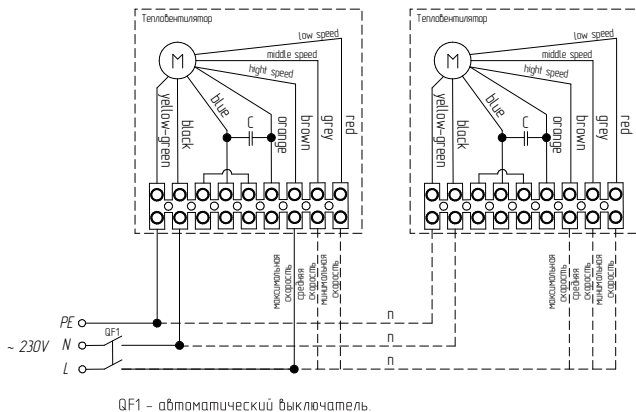 Тепловентилятор
Тепловентилятор
low speed
middle speed
hight speed
low speed
middle speed
hight speed
M
M
yellow-green
black
blue
C
orange
brown
grey
red
yellow-green
black
blue
C
orange
brown
grey
red
максимальная
скорость
средняя
скорость
минимальная
скорость
максимальная
скорость
средняя
скорость
минимальная
скорость
PE
n
~ 230V
N
QF1
n
L
n
QF1 – автоматический выключатель.